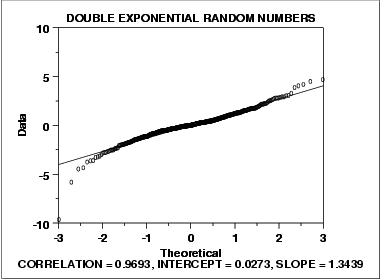 DOUBLE EXPONENTIAL RANDOM NUMBERS
10
5
0
-5
-10
Data
-3 -2 -1 0 1 2 3
Theoretical
CORRELATION = 0.9693, INTERCEPT = 0.0273, SLOPE = 1.3439